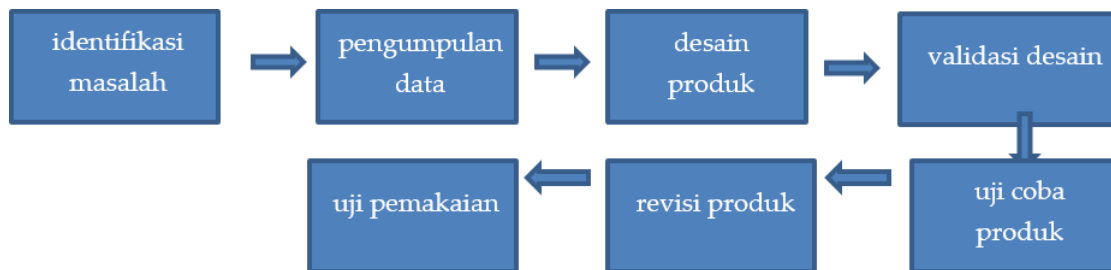 identifikasi
masalah
pengumpulan
data
desain
produk
validasi desain
uji coba
produk
revisi produk
uji pemakaian